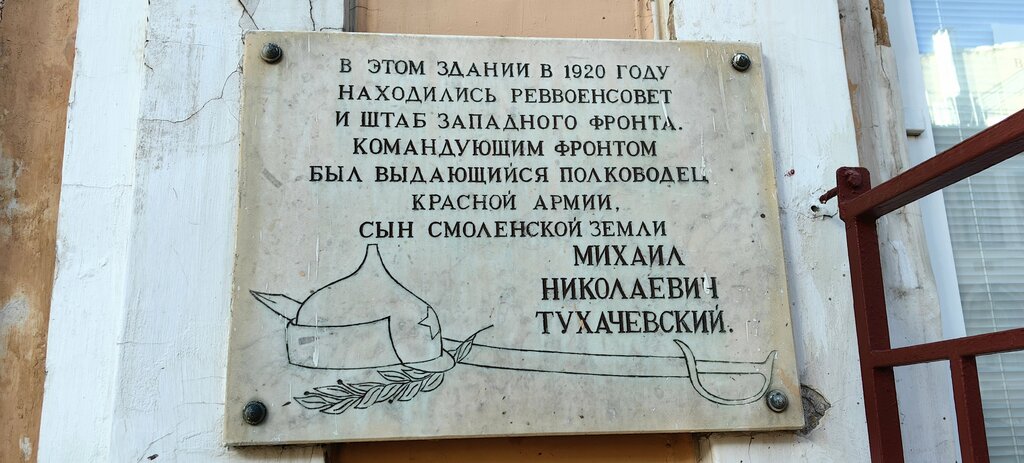 В ЭТОМ ЗДАНИИ В 1920 ГОДУ
НАХОДИЛИСЬ РЕВВОЕНСОВЕТ
И ШТАБ ЗАПАДНОГО ФРОНТА.
КОМАНДУЮЩИМ ФРОНТОМ
БЫЛ ВЫДАЮЩИЙСЯ ПОЛКОВОДЕЦ
КРАСНОЙ АРМИИ,
СЫН СМОЛЕНСКОЙ ЗЕМЛИ
МИХАИЛ
НИКОЛАЕВИЧ
ТУХАЧЕВСКИЙ.